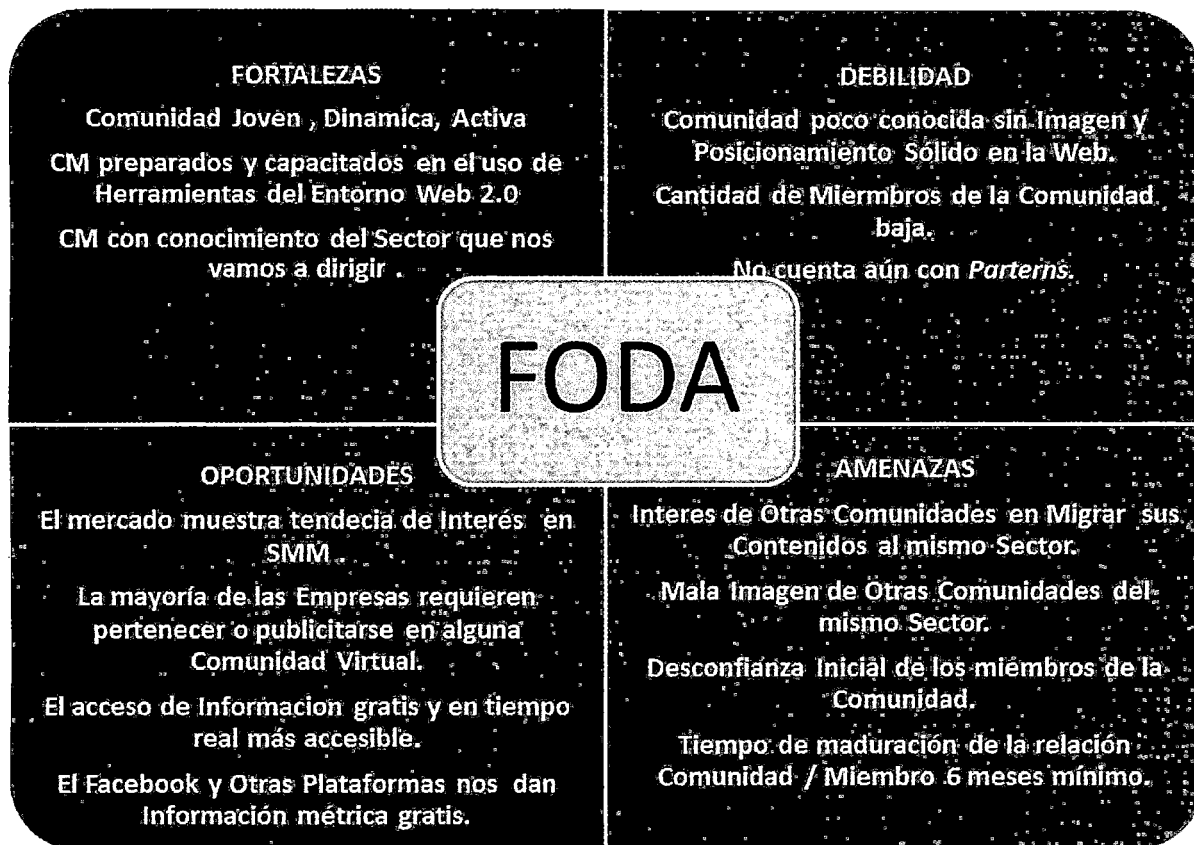 FORTALEZAS
Comunidad Joven , Dinamica, Activa
CM preparados y capacitados en el uso de
Herramientas del Entorno Web 2.0
CM con conocimiento del Sector que nos
vamos a dirigir .
DEBILIDAD
Comunidad poco conocida sin Imagen y
Posicionamiento Sólido en la Web.
Cantidad de Miermbros de la Comunidad
baja.
No cuenta aún con Parterns.
FODA
OPORTUNIDADES
El mercado muestra tendecia de Interés en
SMM .
La mayoría de las Empresas requieren
pertenecer o publicitarse en alguna
Comunidad Virtual.
El acceso de Informacion gratis y en tiempo
real más accesible.
El Facebook y Otras Plataformas nos dan
Información métrica gratis.
AMENAZAS
Interes de Otras Comunidades en Migrar sus
Contenidos al mismo Sector.
Mala Imagen de Otras Comunidades del
mismo Sector.
Desconfianza Inicial de los miembros de la
Comunidad.
Tiempo de maduración de la relación
Comunidad / Miembro 6 meses mínimo.